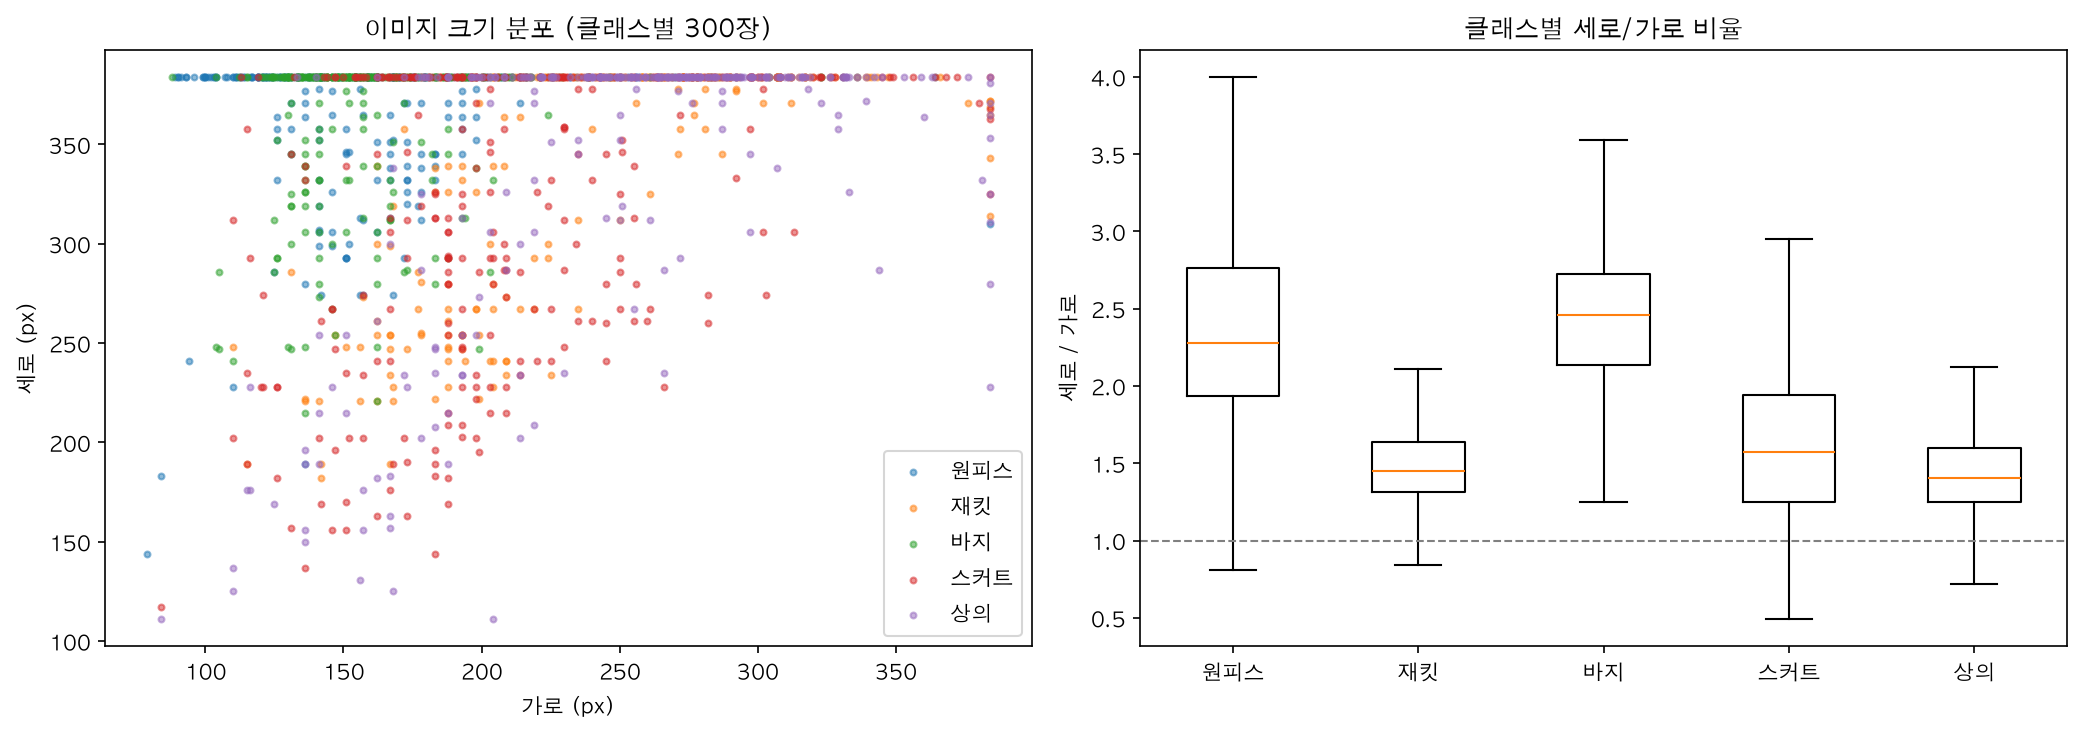 이미지 크기 분포 (클래스별 300장)
세로 (px)
350
300
250
200
150
100
100 150 200 250 300 350
가로 (px)
원피스
재킷
바지
스커트
상의
클래스별 세로/가로 비율
세로 / 가로
4.0
3.5
3.0
2.5
2.0
1.5
1.0
0.5
원피스 재킷 바지 스커트 상의